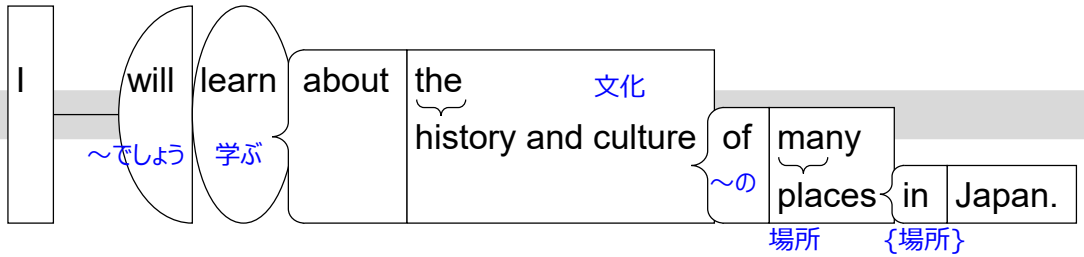 I will learn about the 文化
history and culture of many
〜でしょう 学ぶ 〜の
places in Japan.
場所 {場所}